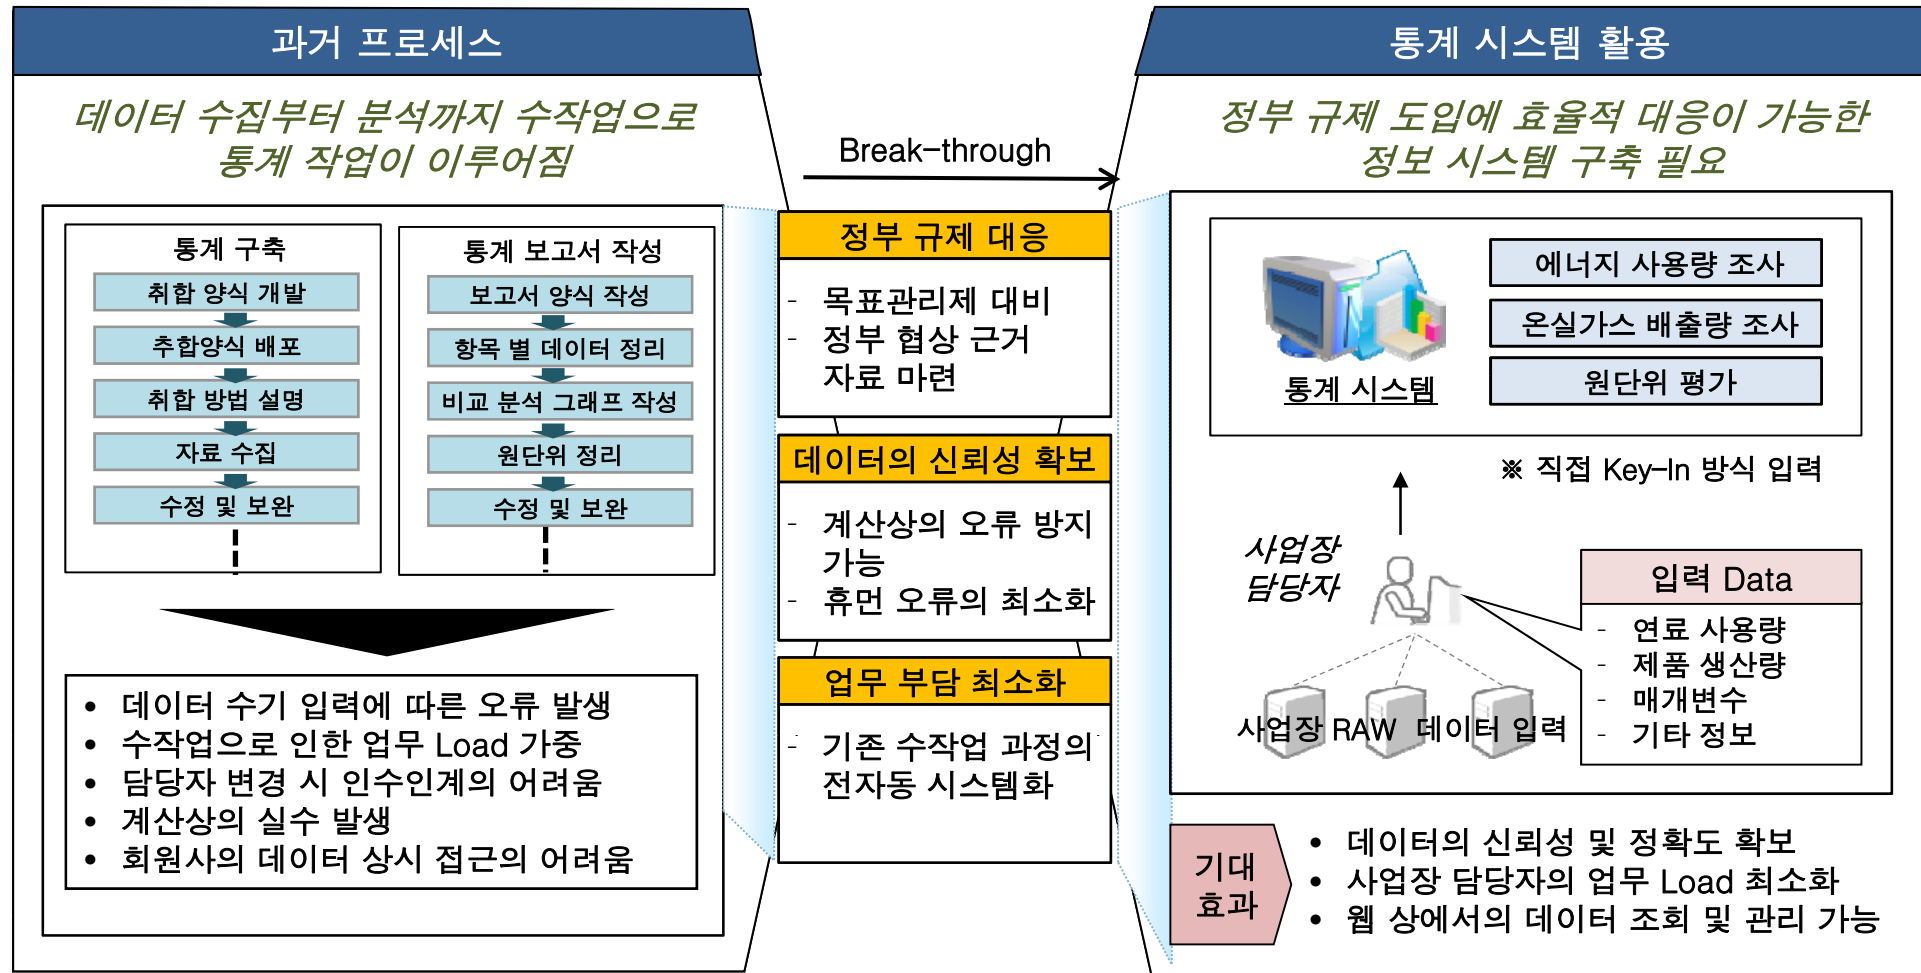 과거 프로세스
데이터 수집부터 분석까지 수작업으로
통계 작업이 이루어짐
통계 구축
취합 양식 개발
추합양식 배포
취합 방법 설명
자료 수집
수정 및 보완
통계 보고서 작성
보고서 양식 작성
항목 별 데이터 정리
비교 분석 그래프 작성
원단위 정리
수정 및 보완
• 데이터 수기 입력에 따른 오류 발생
• 수작업으로 인한 업무 Load 가중
• 담당자 변경 시 인수인계의 어려움
• 계산상의 실수 발생
• 회원사의 데이터 상시 접근의 어려움
Break-through
정부 규제 대응
- 목표관리제 대비
- 정부 협상 근거
자료 마련
데이터의 신뢰성 확보
- 계산상의 오류 방지
가능
- 휴먼 오류의 최소화
업무 부담 최소화
- 기존 수작업 과정의
전자동 시스템화
통계 시스템 활용
정부 규제 도입에 효율적 대응이 가능한
정보 시스템 구축 필요
통계 시스템
에너지 사용량 조사
온실가스 배출량 조사
원단위 평가
※ 직접 Key-In 방식 입력
사업장
담당자
입력 Data
- 연료 사용량
- 제품 생산량
- 매개변수
- 기타 정보
사업장 RAW 데이터 입력
기대
효과
• 데이터의 신뢰성 및 정확도 확보
• 사업장 담당자의 업무 Load 최소화
• 웹 상에서의 데이터 조회 및 관리 가능